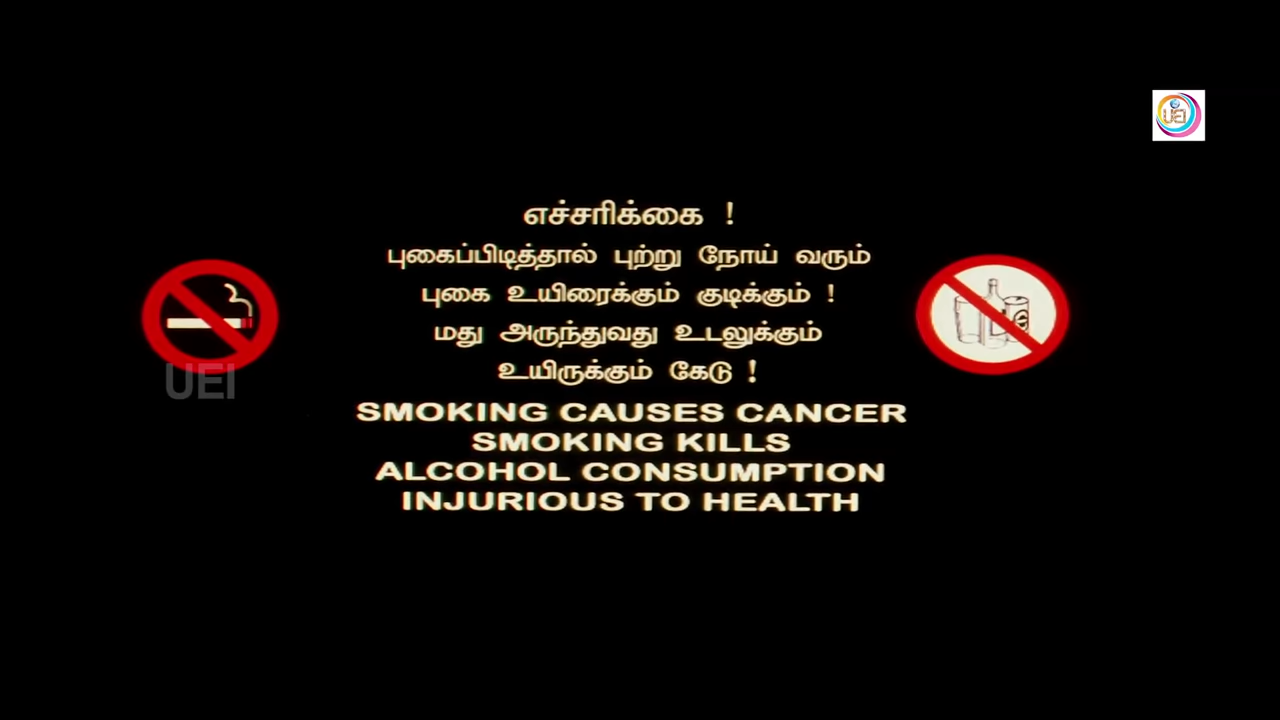 UEI
எச்சரிக்கை !
புகைப்பிடித்தால் புற்று நோய் வரும்
புகை உயிரைக்கும் குடிக்கும் !
மது அருந்துவது உடலுக்கும்
உயிருக்கும் கேடு !
UEI
SMOKING CAUSES CANCER
SMOKING KILLS
ALCOHOL CONSUMPTION
INJURIOUS TO HEALTH